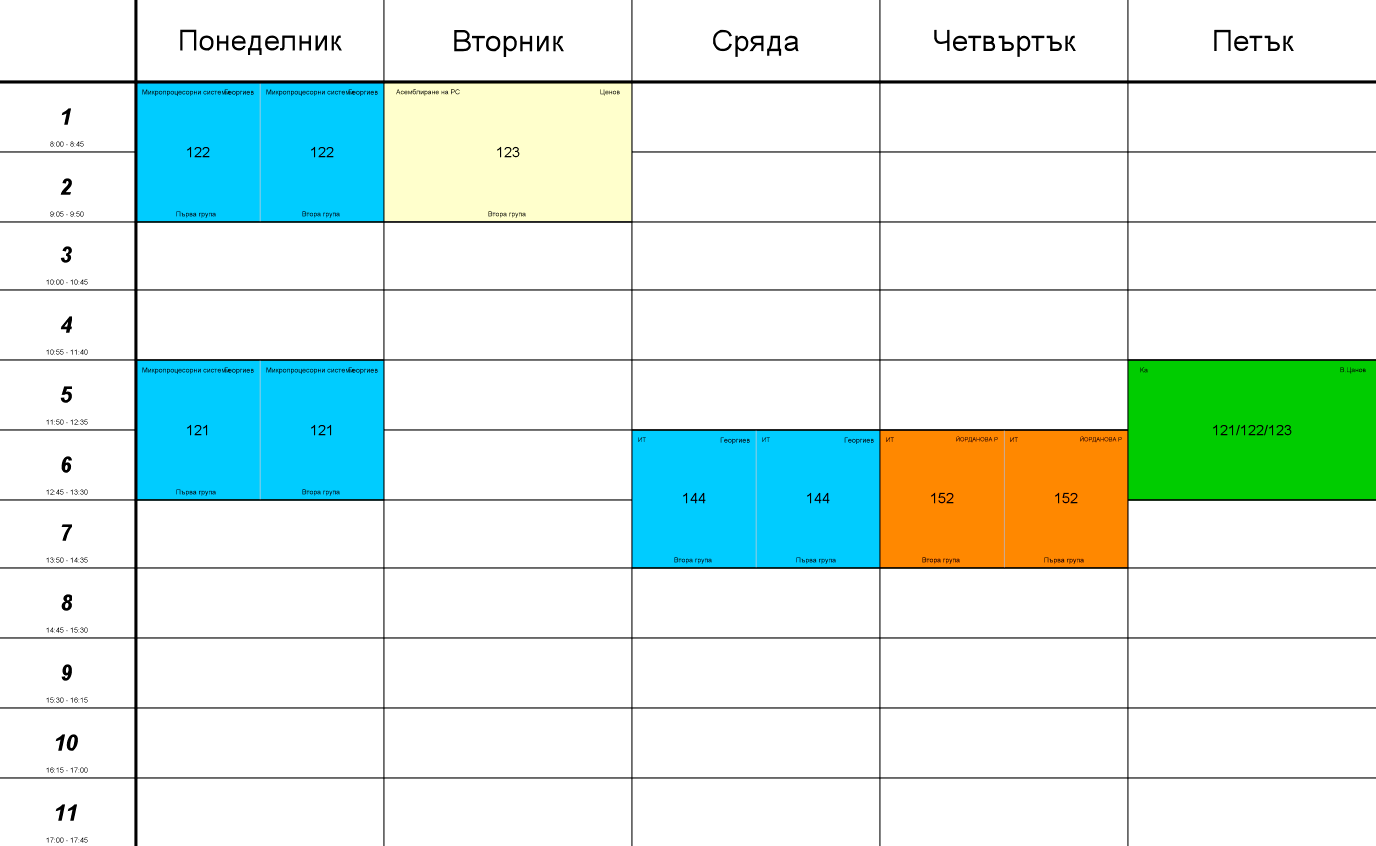 Понеделник Вторник Сряда Четвъртък Петък
1
8:00 - 8:45
Микропроцесорни системи Георгиев Микропроцесорни системи Георгиев Асемблиране на РС Ценов
122 122 123
2
9:05 - 9:50
Първа група Втора група Втора група
3
10:00 - 10:45
4
10:55 - 11:40
5
11:50 - 12:35
Микропроцесорни системи Георгиев Микропроцесорни системи Георгиев Ке В.Ценов
121 121 121/122/123
6
12:45 - 13:30
Първа група Втора група
ИТ Георгиев ИТ Георгиев ИТ ЙОРДАНОВА Р ИТ ЙОРДАНОВА Р
144 144 152 152
7
13:50 - 14:35
Втора група Първа група Втора група Първа група
8
14:45 - 15:30
9
15:30 - 16:15
10
16:15 - 17:00
11
17:00 - 17:45